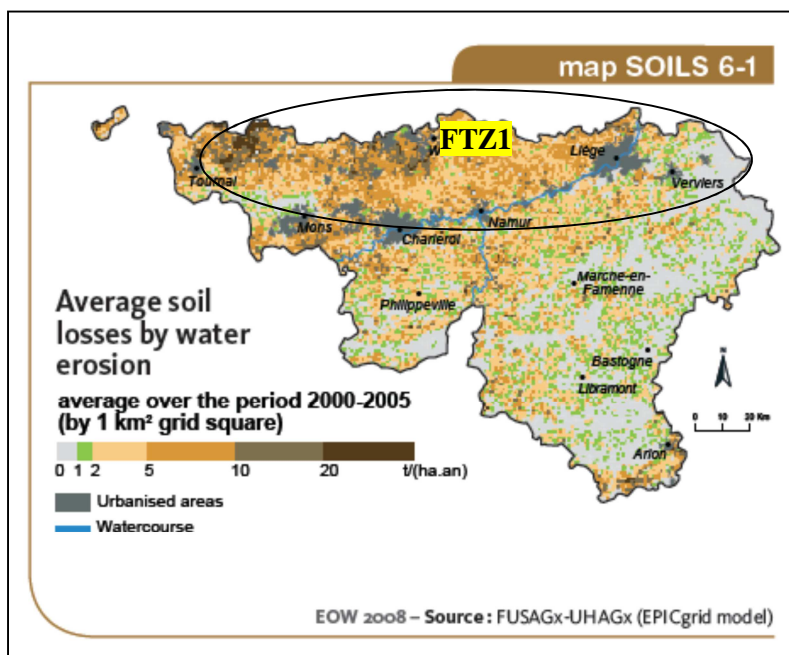 map SOILS 6-1
FTZ1
W
Liège
Tournai
Verviers
Mons
Namur
Charleroi
Marche-en-
Famenne
Philippeville
Average soil
losses by water
erosion
Bastogne
N
Libramont
average over the period 2000-2005
(by 1 km² grid square)
0 10 20 Km
Arlon
0 1 2 5 10 20 t/(ha.an)
Urbanised areas
Watercourse
EOW 2008 – Source : FUSAGx-UHAGx (EPICgrid model)